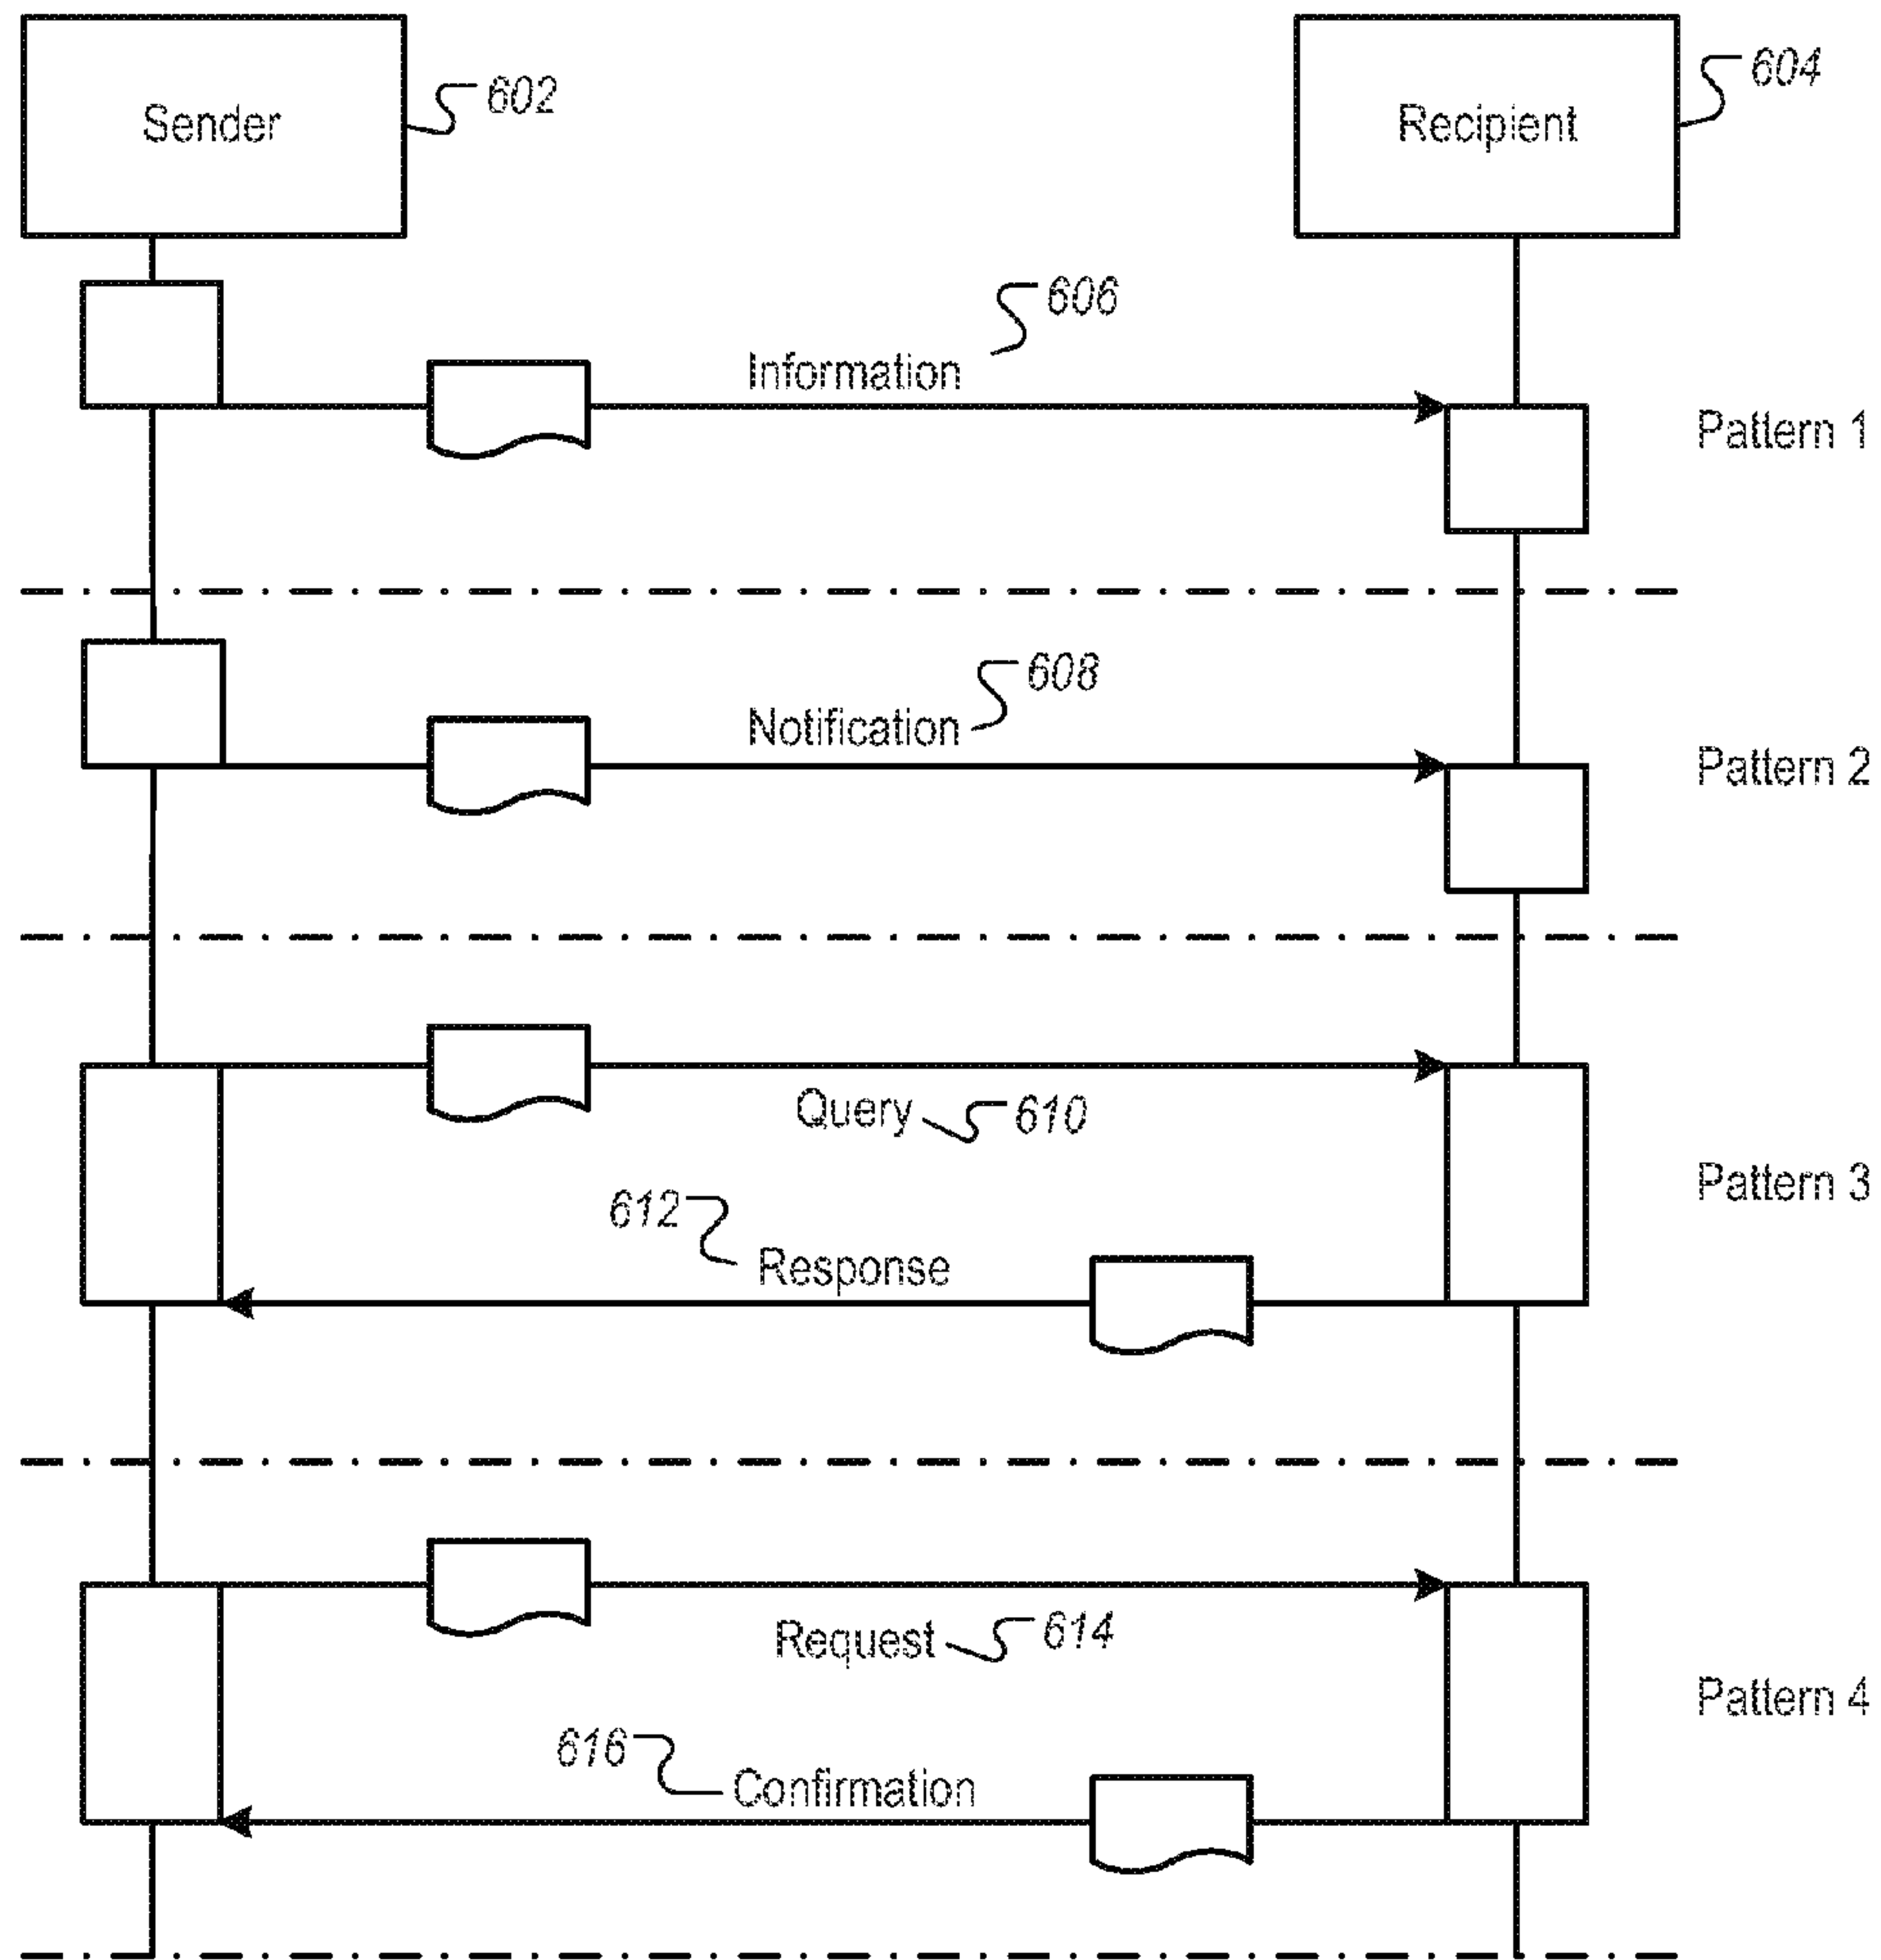 Sender
602
Recipient
604
606
Information
Pattern 1
608
Notification
Pattern 2
Query
610
Pattern 3
612
Response
Request
614
Pattern 4
616
Confirmation